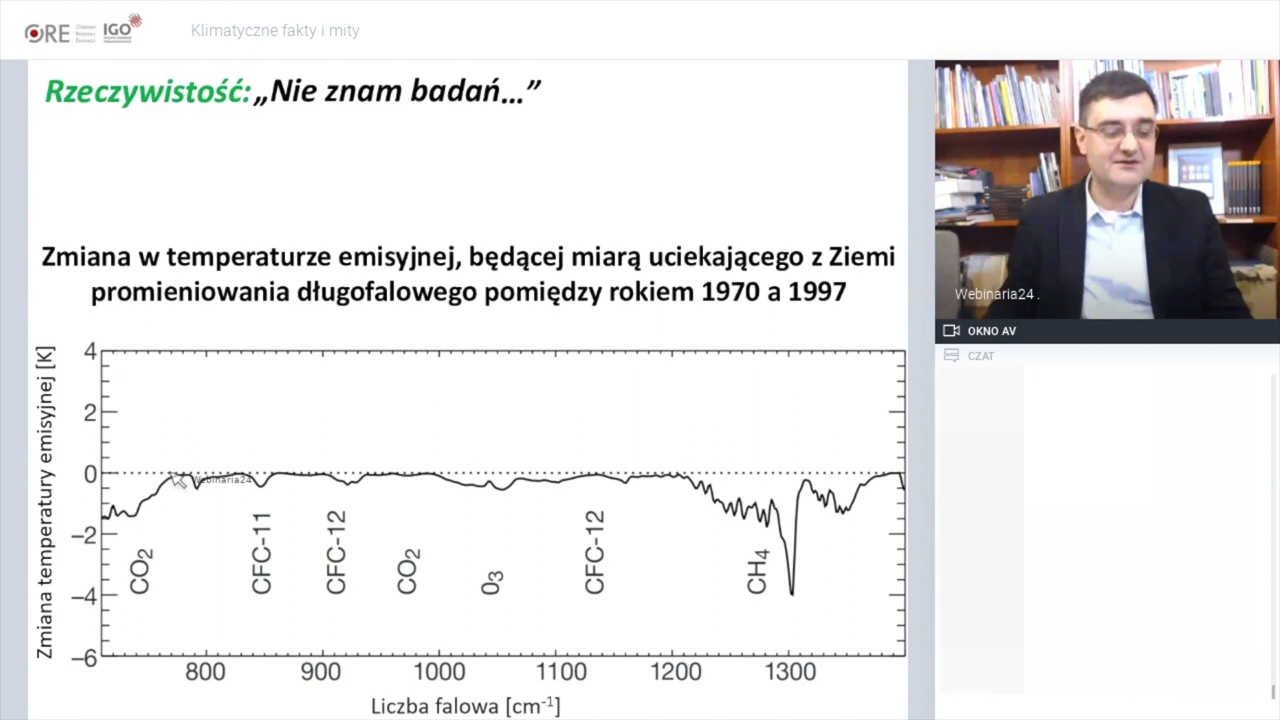 ORE
IGO
Klimatyczne fakty i mity
Rzeczywistość: „Nie znam badań...”
Zmiana w temperaturze emisyjnej, będącej miarą uciekającego z Ziemi
promieniowania długofalowego pomiędzy rokiem 1970 a 1997
Zmiana temperatury emisyjnej [K]
4
2
0
−2
−4
−6
Webinaria24
CO2
CFC-11
CFC-12
CO2
O3
CFC-12
CH4
800
900
1000
1100
1200
1300
Liczba falowa [cm-1]
Webinaria24 .
OKNO AV
CZAT